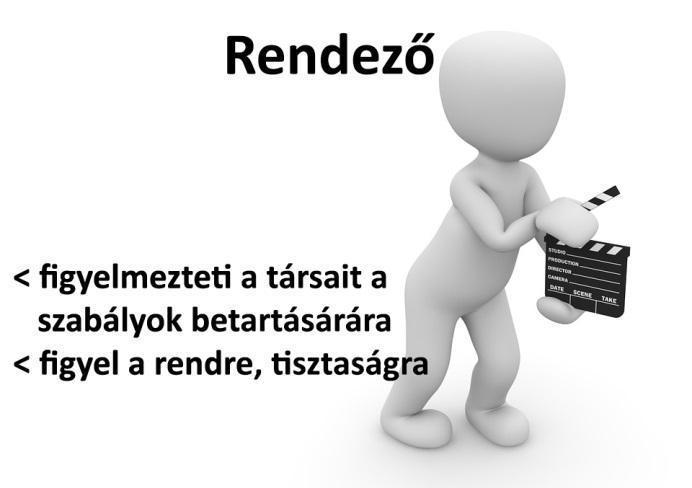 Rendező
< figyelmezteti a társait a
szabályok betartásárára
< figyel a rendre, tisztaságra
STUDIO
PRODUCTION
DIRECTOR
CAMERA
DATE SCENE TAKE